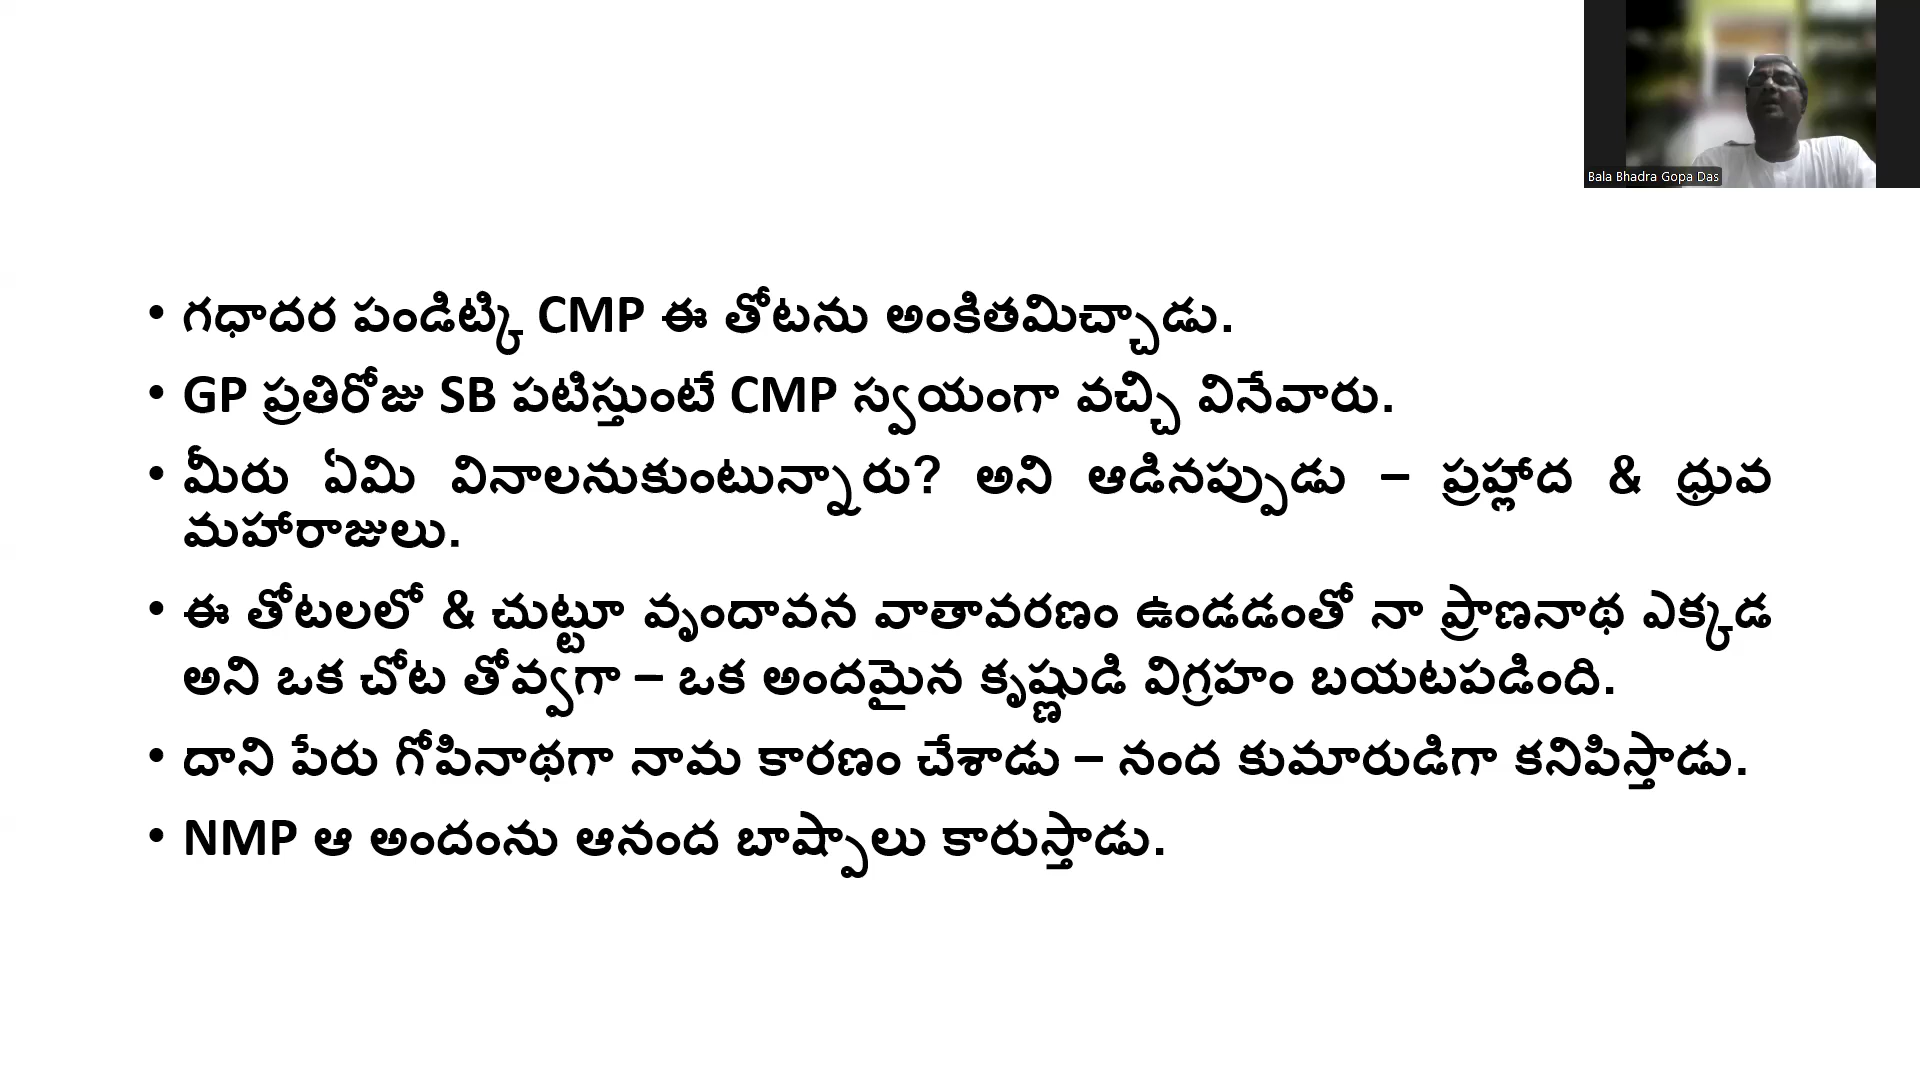 Bala Bhadra Gopa Das
• గధాదర పండిట్కి CMP ఈ తోటను అంకితమిచ్చాడు.
• GP ప్రతిరోజు SB పటిస్తుంటే CMP స్వయంగా వచ్చి వినేవారు.
• మీరు ఏమి వినాలనుకుంటున్నారు? అని ఆడినప్పుడు – ప్రహ్లాద & ధ్రువ
మహారాజులు.
• ఈ తోటలలో & చుట్టూ వృందావన వాతావరణం ఉండడంతో నా ప్రాణనాథ ఎక్కడ
అని ఒక చోట తోవ్వగా – ఒక అందమైన కృష్ణుడి విగ్రహం బయటపడింది.
• దాని పేరు గోపినాథగా నామ కారణం చేశాడు – నంద కుమారుడిగా కనిపిస్తాడు.
• NMP ఆ అందంను ఆనంద బాష్పాలు కారుస్తాడు.